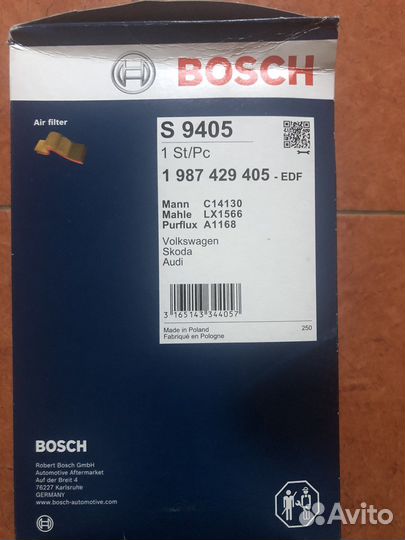 BOSCH
Air filter
S 9405
1 St/Pc
1 987 429 405 - EDF
Mann C14130
Mahle LX1566
Purflux A1168
Volkswagen
Skoda
Audi
3 165143 344057
Made in Poland
Fabriqué en Pologne
250
BOSCH
Robert Bosch GmbH
Automotive Aftermarket
Auf der Breit 4
76227 Karlsruhe
GERMANY
www.bosch-automotive.com
Avito